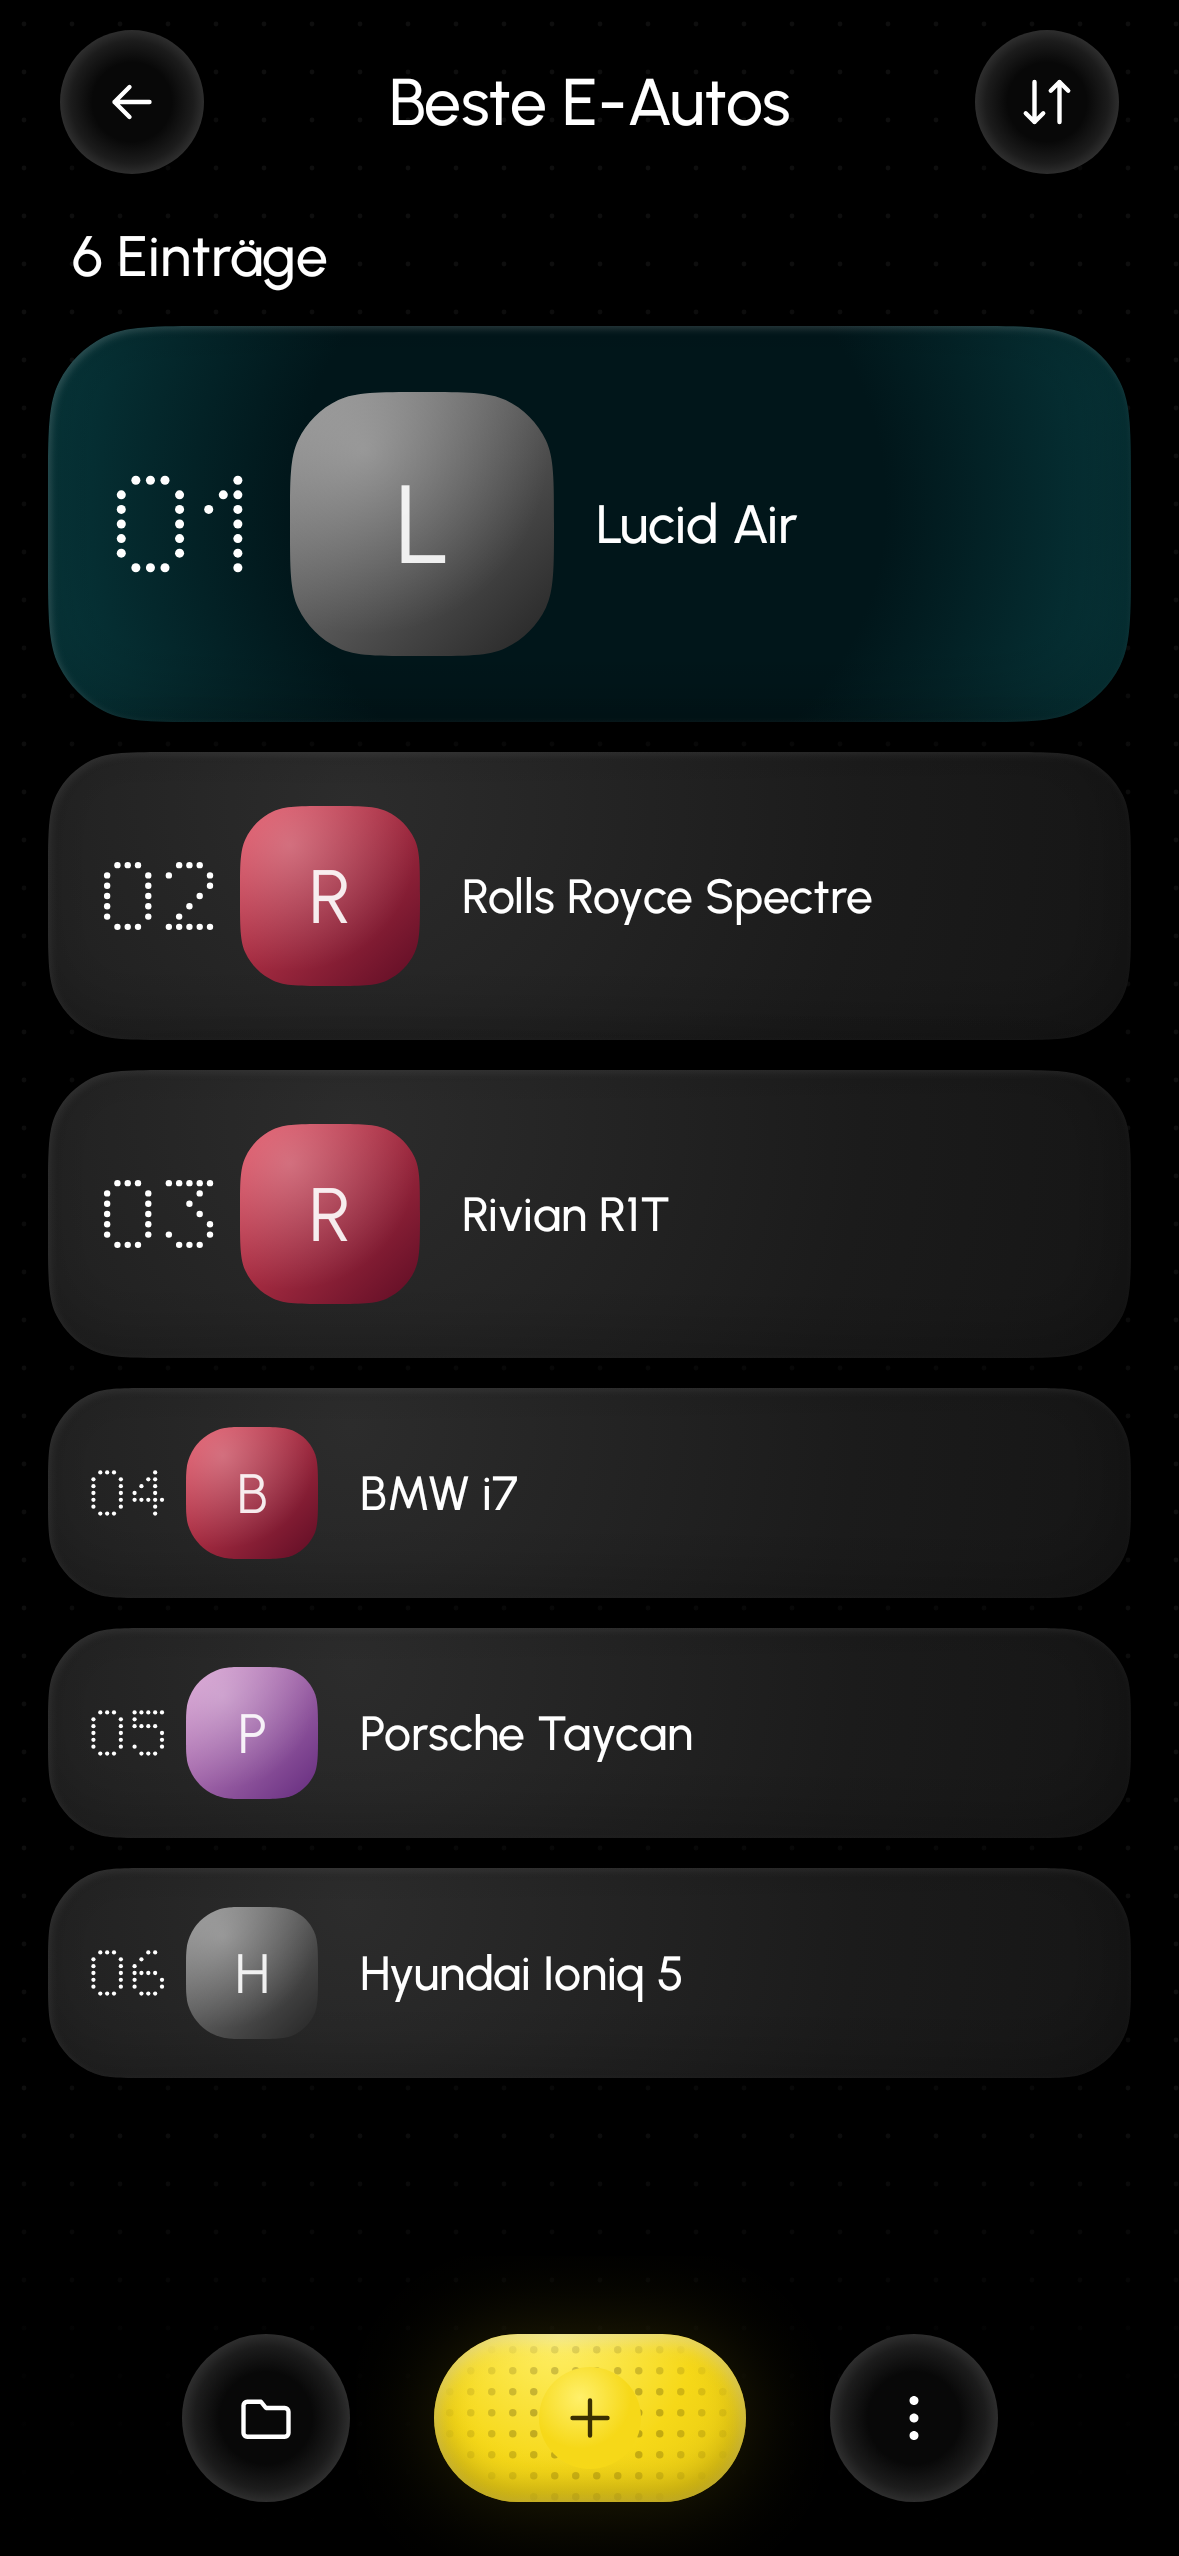 Beste E-Autos
6 Einträge
01 L Lucid Air
02 R Rolls Royce Spectre
03 R Rivian R1T
04 B BMW i7
05 P Porsche Taycan
06 H Hyundai Ioniq 5